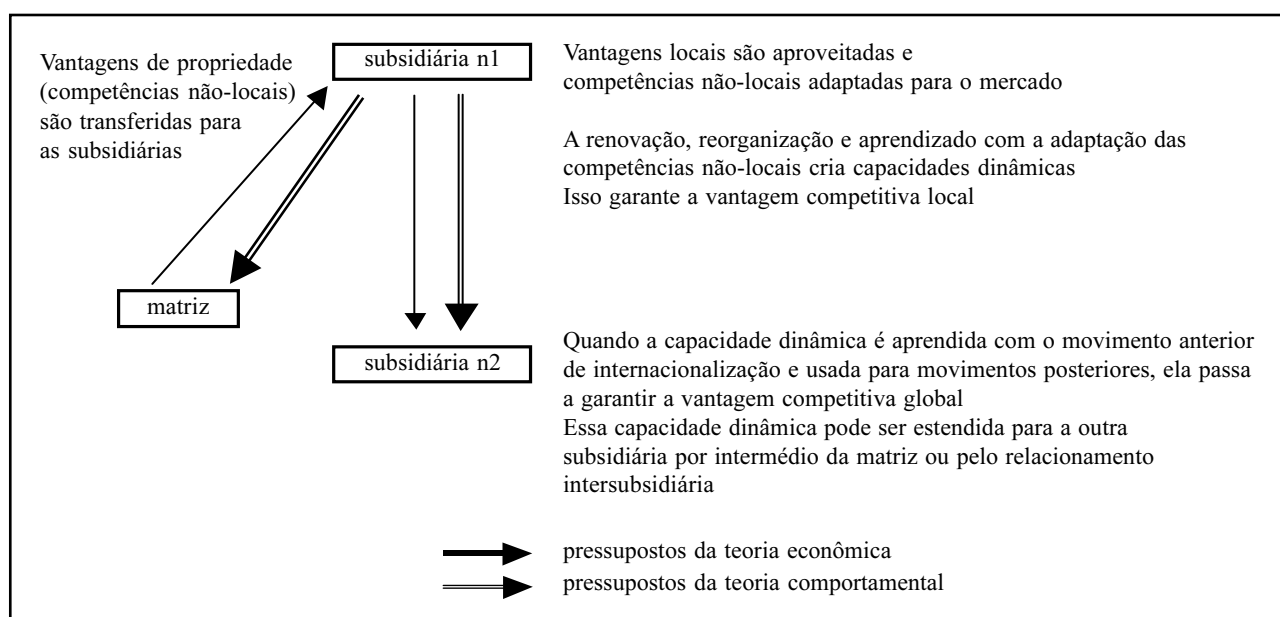 Vantagens de propriedade
(competências não-locais)
são transferidas para
as subsidiárias
subsidiária n1
Vantagens locais são aproveitadas e
competências não-locais adaptadas para o mercado
A renovação, reorganização e aprendizado com a adaptação das
competências não-locais cria capacidades dinâmicas
Isso garante a vantagem competitiva local
matriz
subsidiária n2
Quando a capacidade dinâmica é aprendida com o movimento anterior
de internacionalização e usada para movimentos posteriores, ela passa
a garantir a vantagem competitiva global
Essa capacidade dinâmica pode ser estendida para a outra
subsidiária por intermédio da matriz ou pelo relacionamento
intersubsidiária
pressupostos da teoria econômica
pressupostos da teoria comportamental